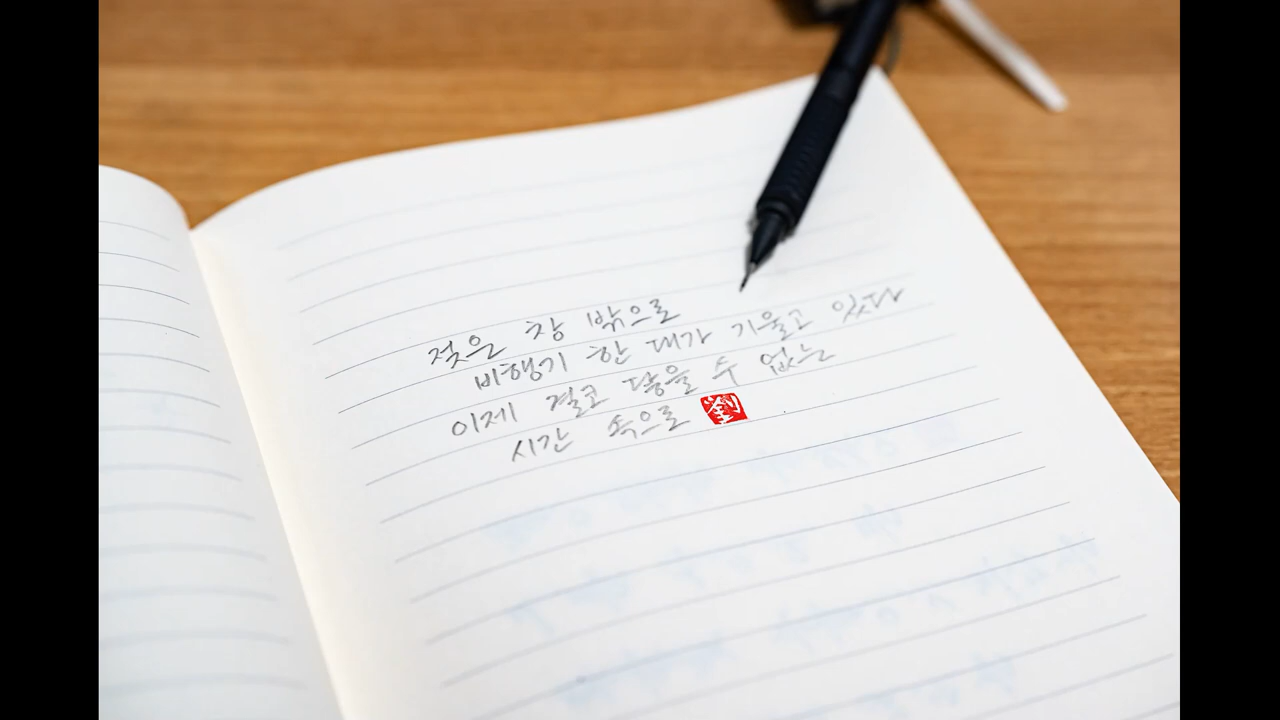 젖은 창 밖으로
비행기 한 대가 기울고 있다
이제 결코 닿을 수 없는
시간 속으로